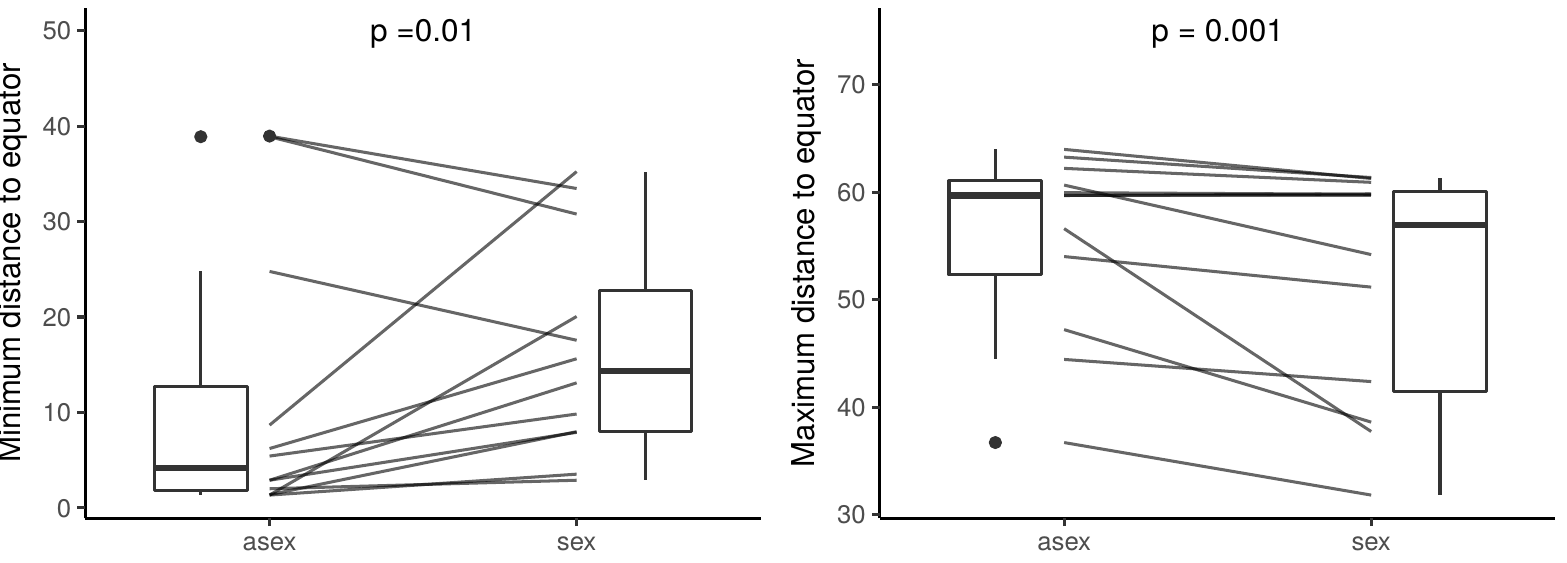 Minimum distance to equator
50
40
30
20
10
0
p =0.01
asex
sex
Maximum distance to equator
70
60
50
40
30
p = 0.001
asex
sex